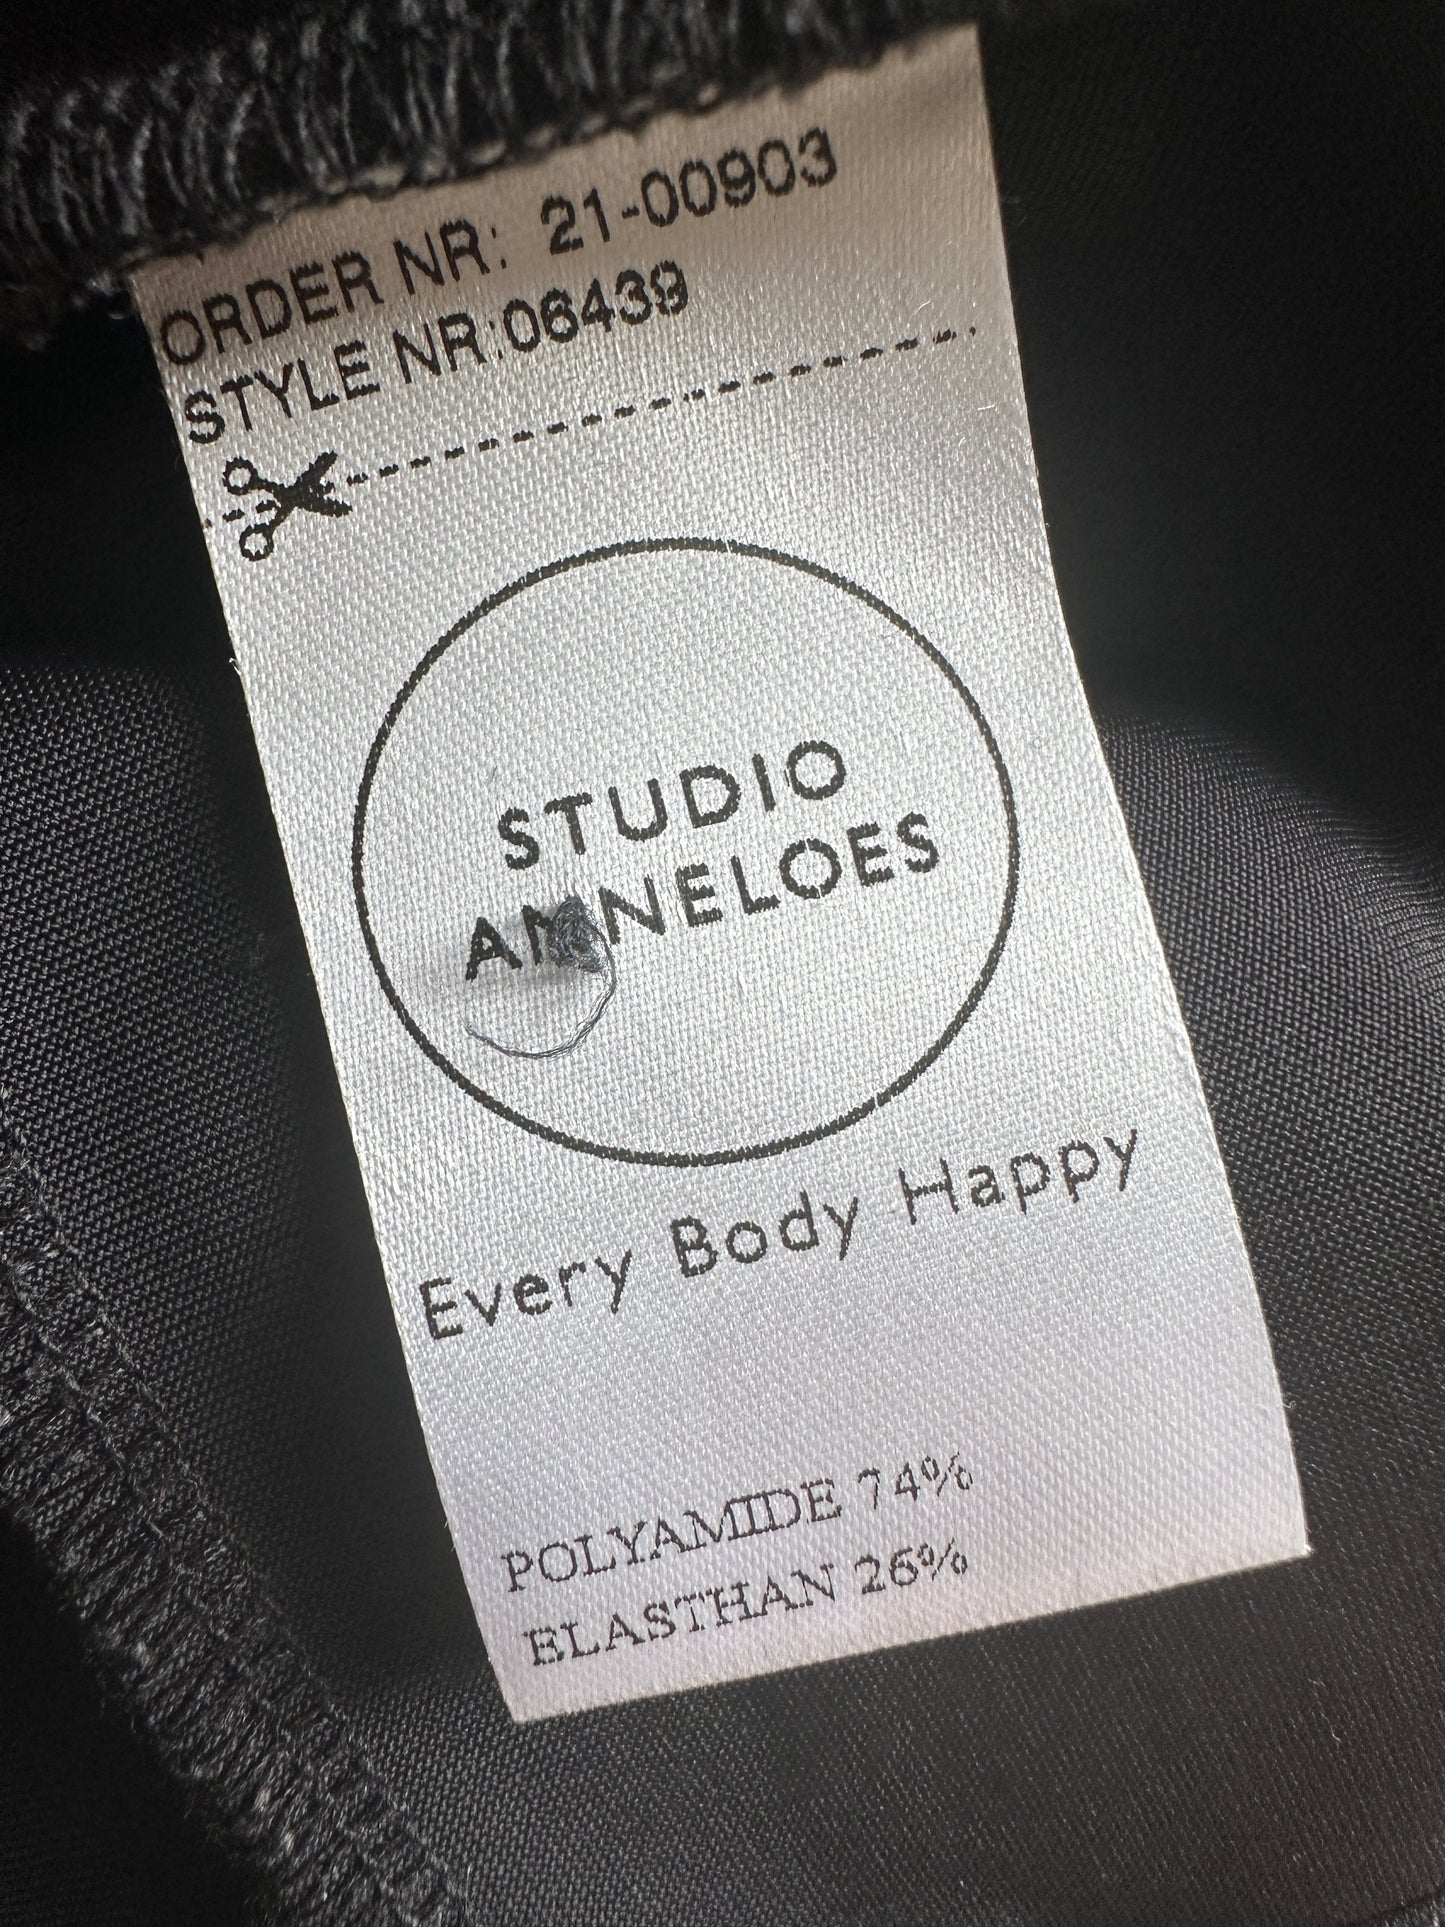 ORDER NR: 21-00903
STYLE NR:06439
STUDIO
ANNELOES
Every Body Happy
POLYAMIDE 74%
ELASTHAN 26%